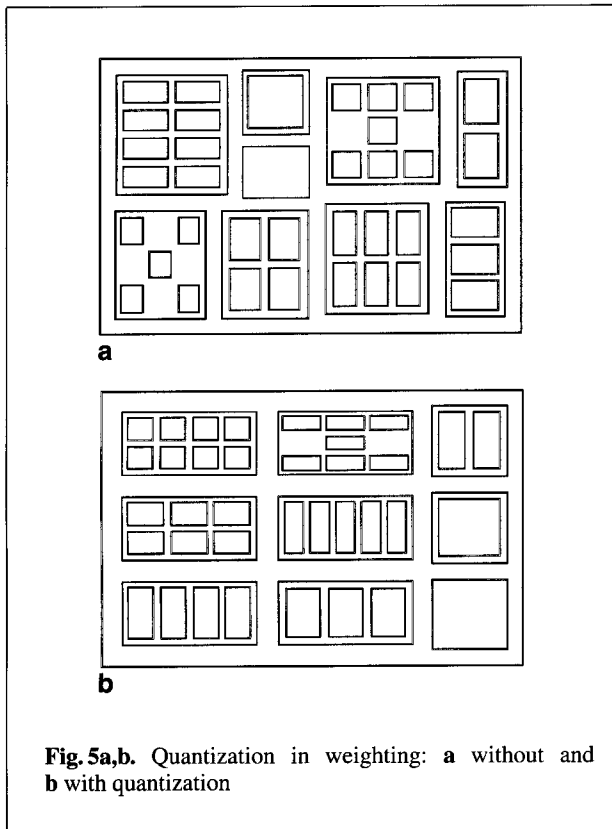 a
b
Fig. 5a,b. Quantization in weighting: a without and
b with quantization